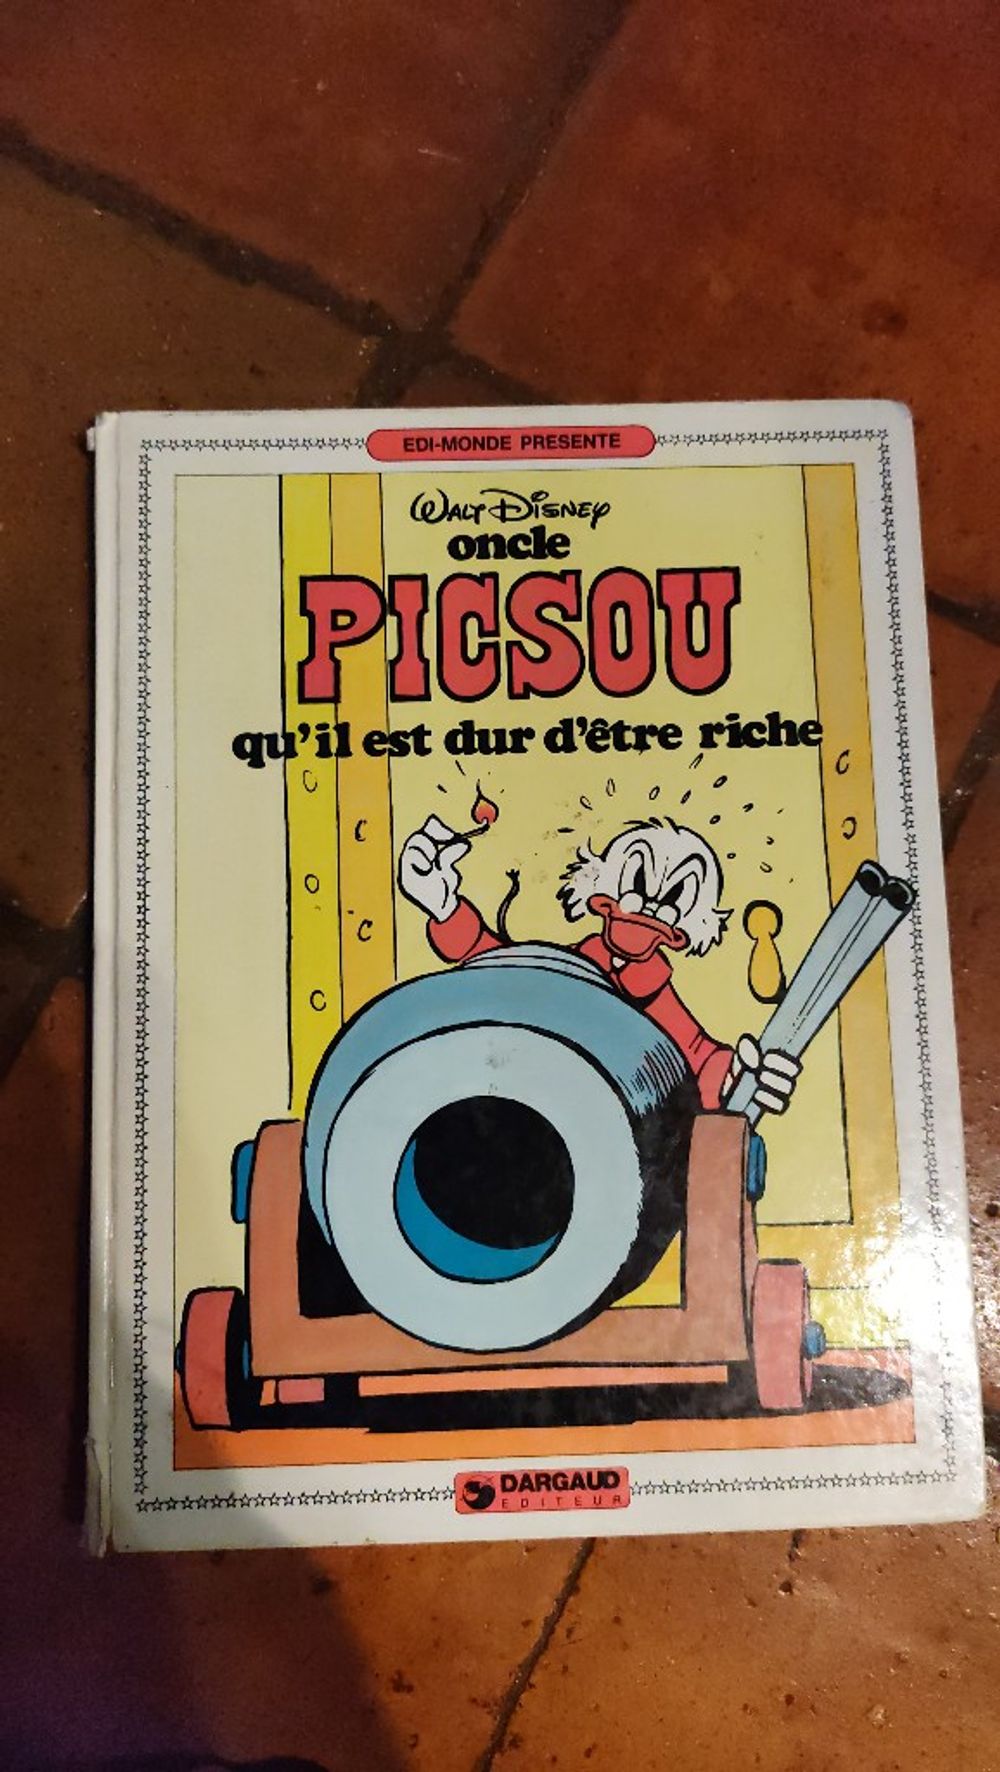 EDI-MONDE PRESENTE
WALT DISNEY
oncle
PICSOU
qu'il est dur d'être riche
DARGAUD
EDITEUR